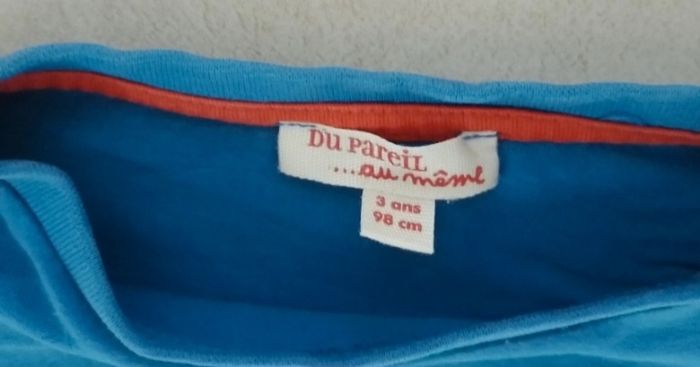 DU PAREIL
...au même
3 ans
98 cm